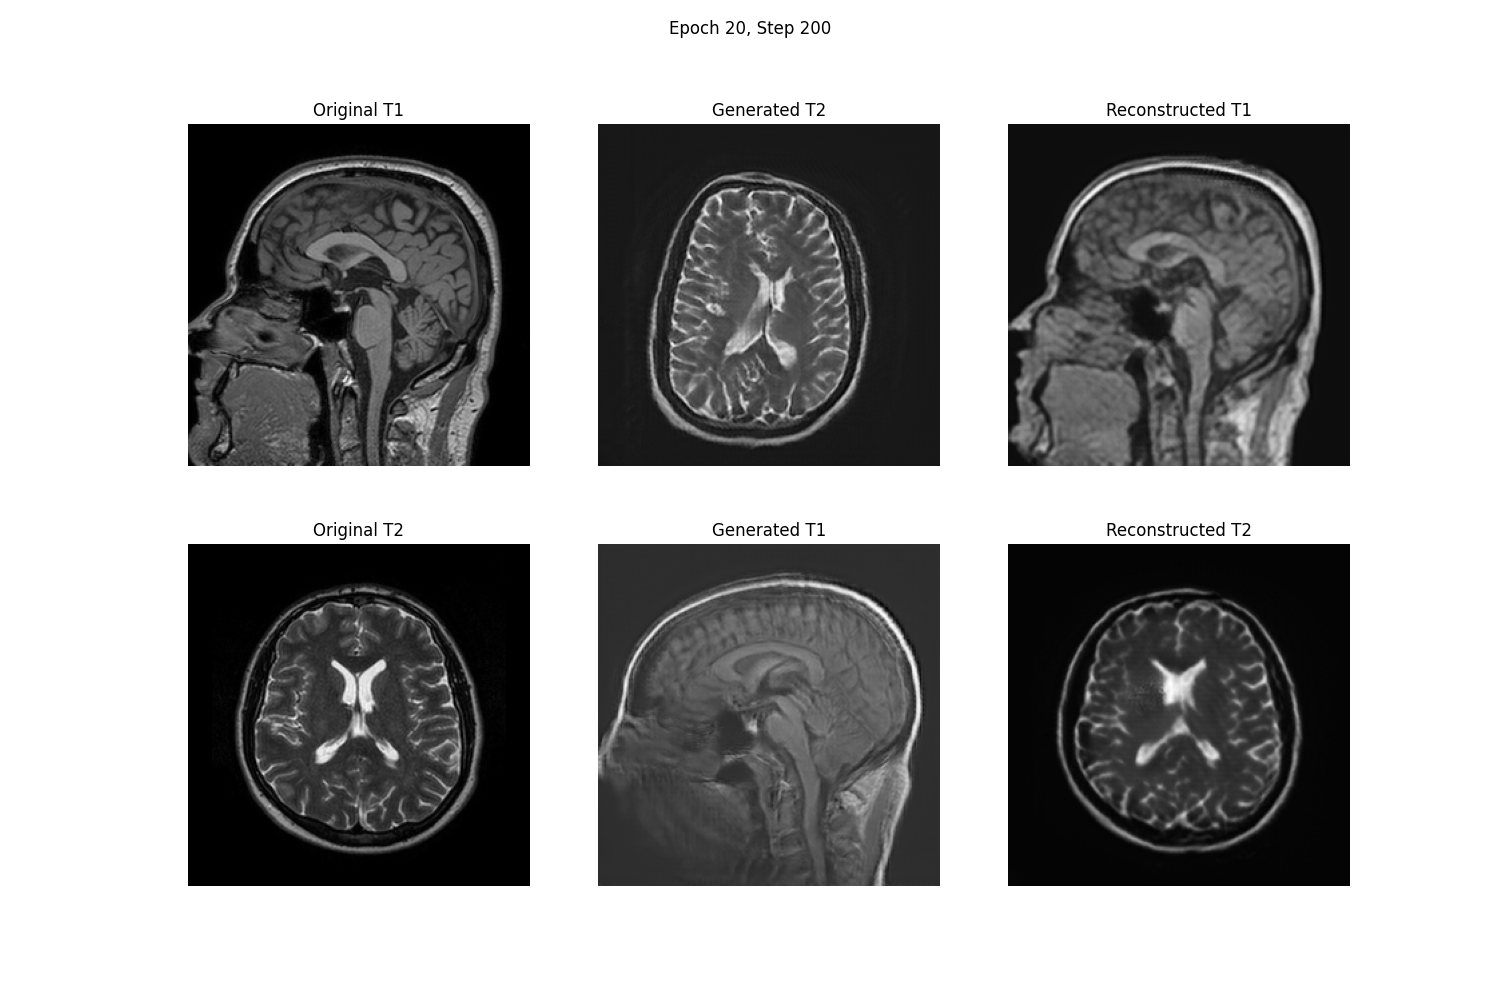 Epoch 20, Step 200
Original T1
Generated T2
Reconstructed T1
Original T2
Generated T1
Reconstructed T2